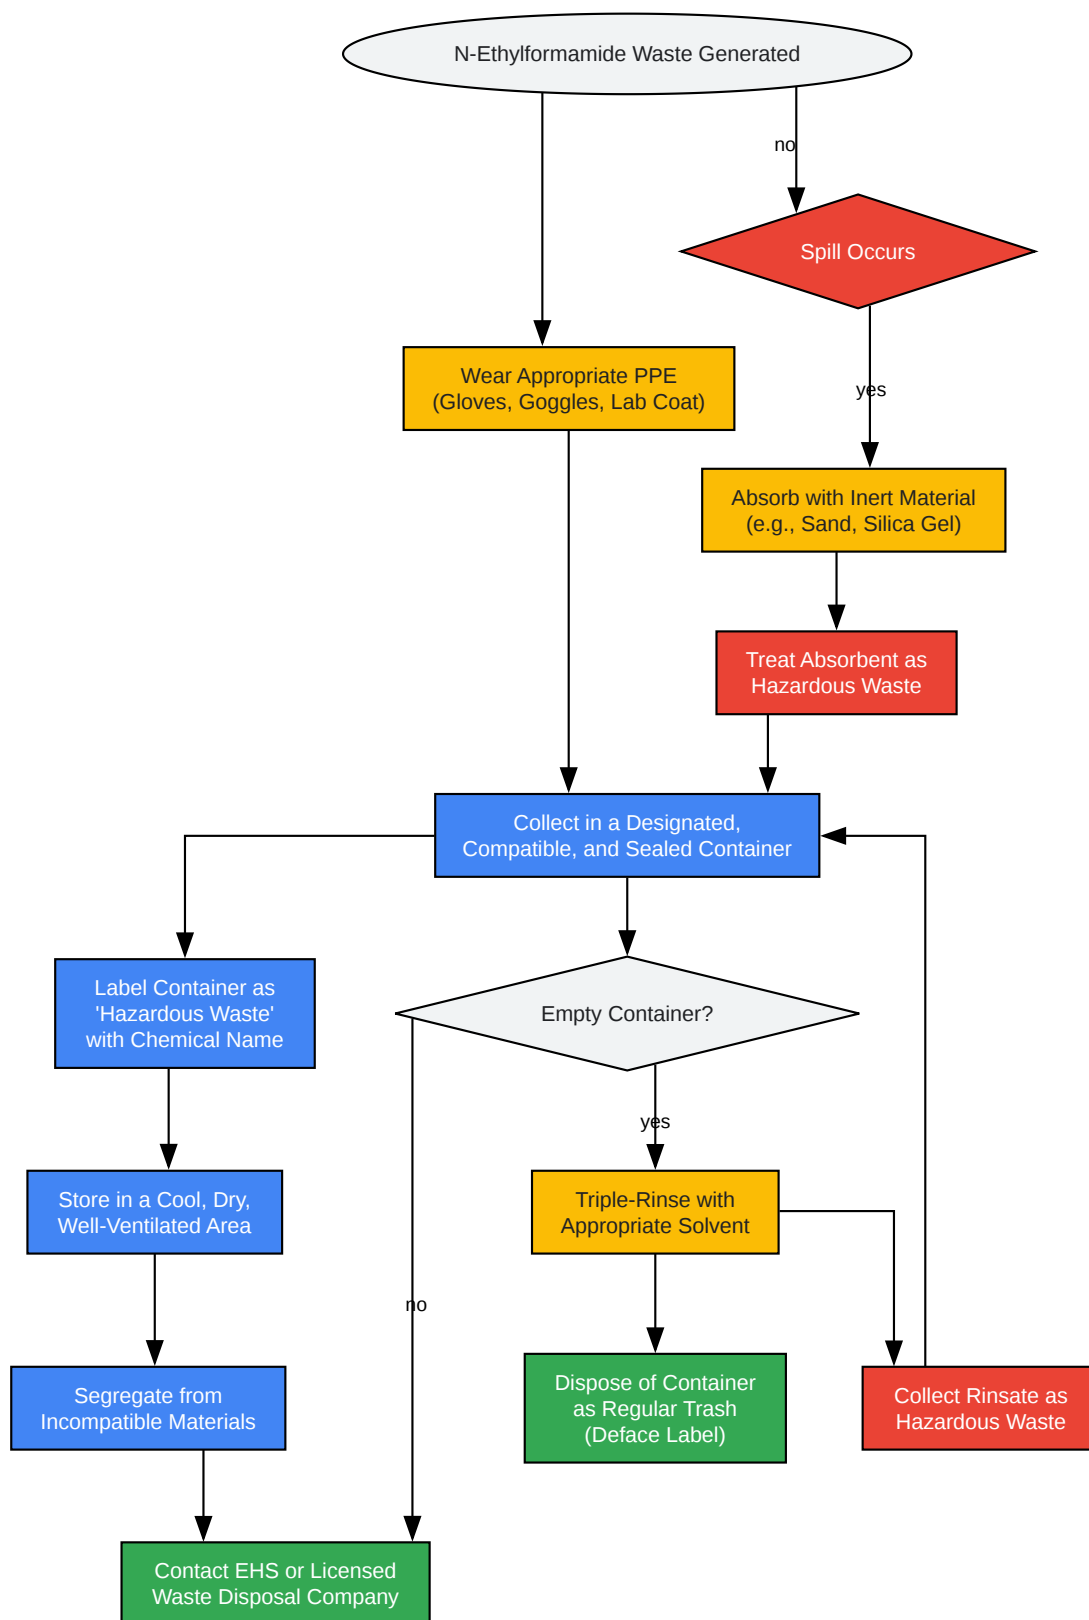 N-Ethylformamide Waste Generated
no
Spill Occurs
Wear Appropriate PPE
(Gloves, Goggles, Lab Coat)
yes
Absorb with Inert Material
(e.g., Sand, Silica Gel)
Treat Absorbent as
Hazardous Waste
Collect in a Designated,
Compatible, and Sealed Container
Label Container as
'Hazardous Waste'
with Chemical Name
Empty Container?
yes
Store in a Cool, Dry,
Well-Ventilated Area
Triple-Rinse with
Appropriate Solvent
no
Segregate from
Incompatible Materials
Dispose of Container
as Regular Trash
(Deface Label)
Collect Rinsate as
Hazardous Waste
Contact EHS or Licensed
Waste Disposal Company